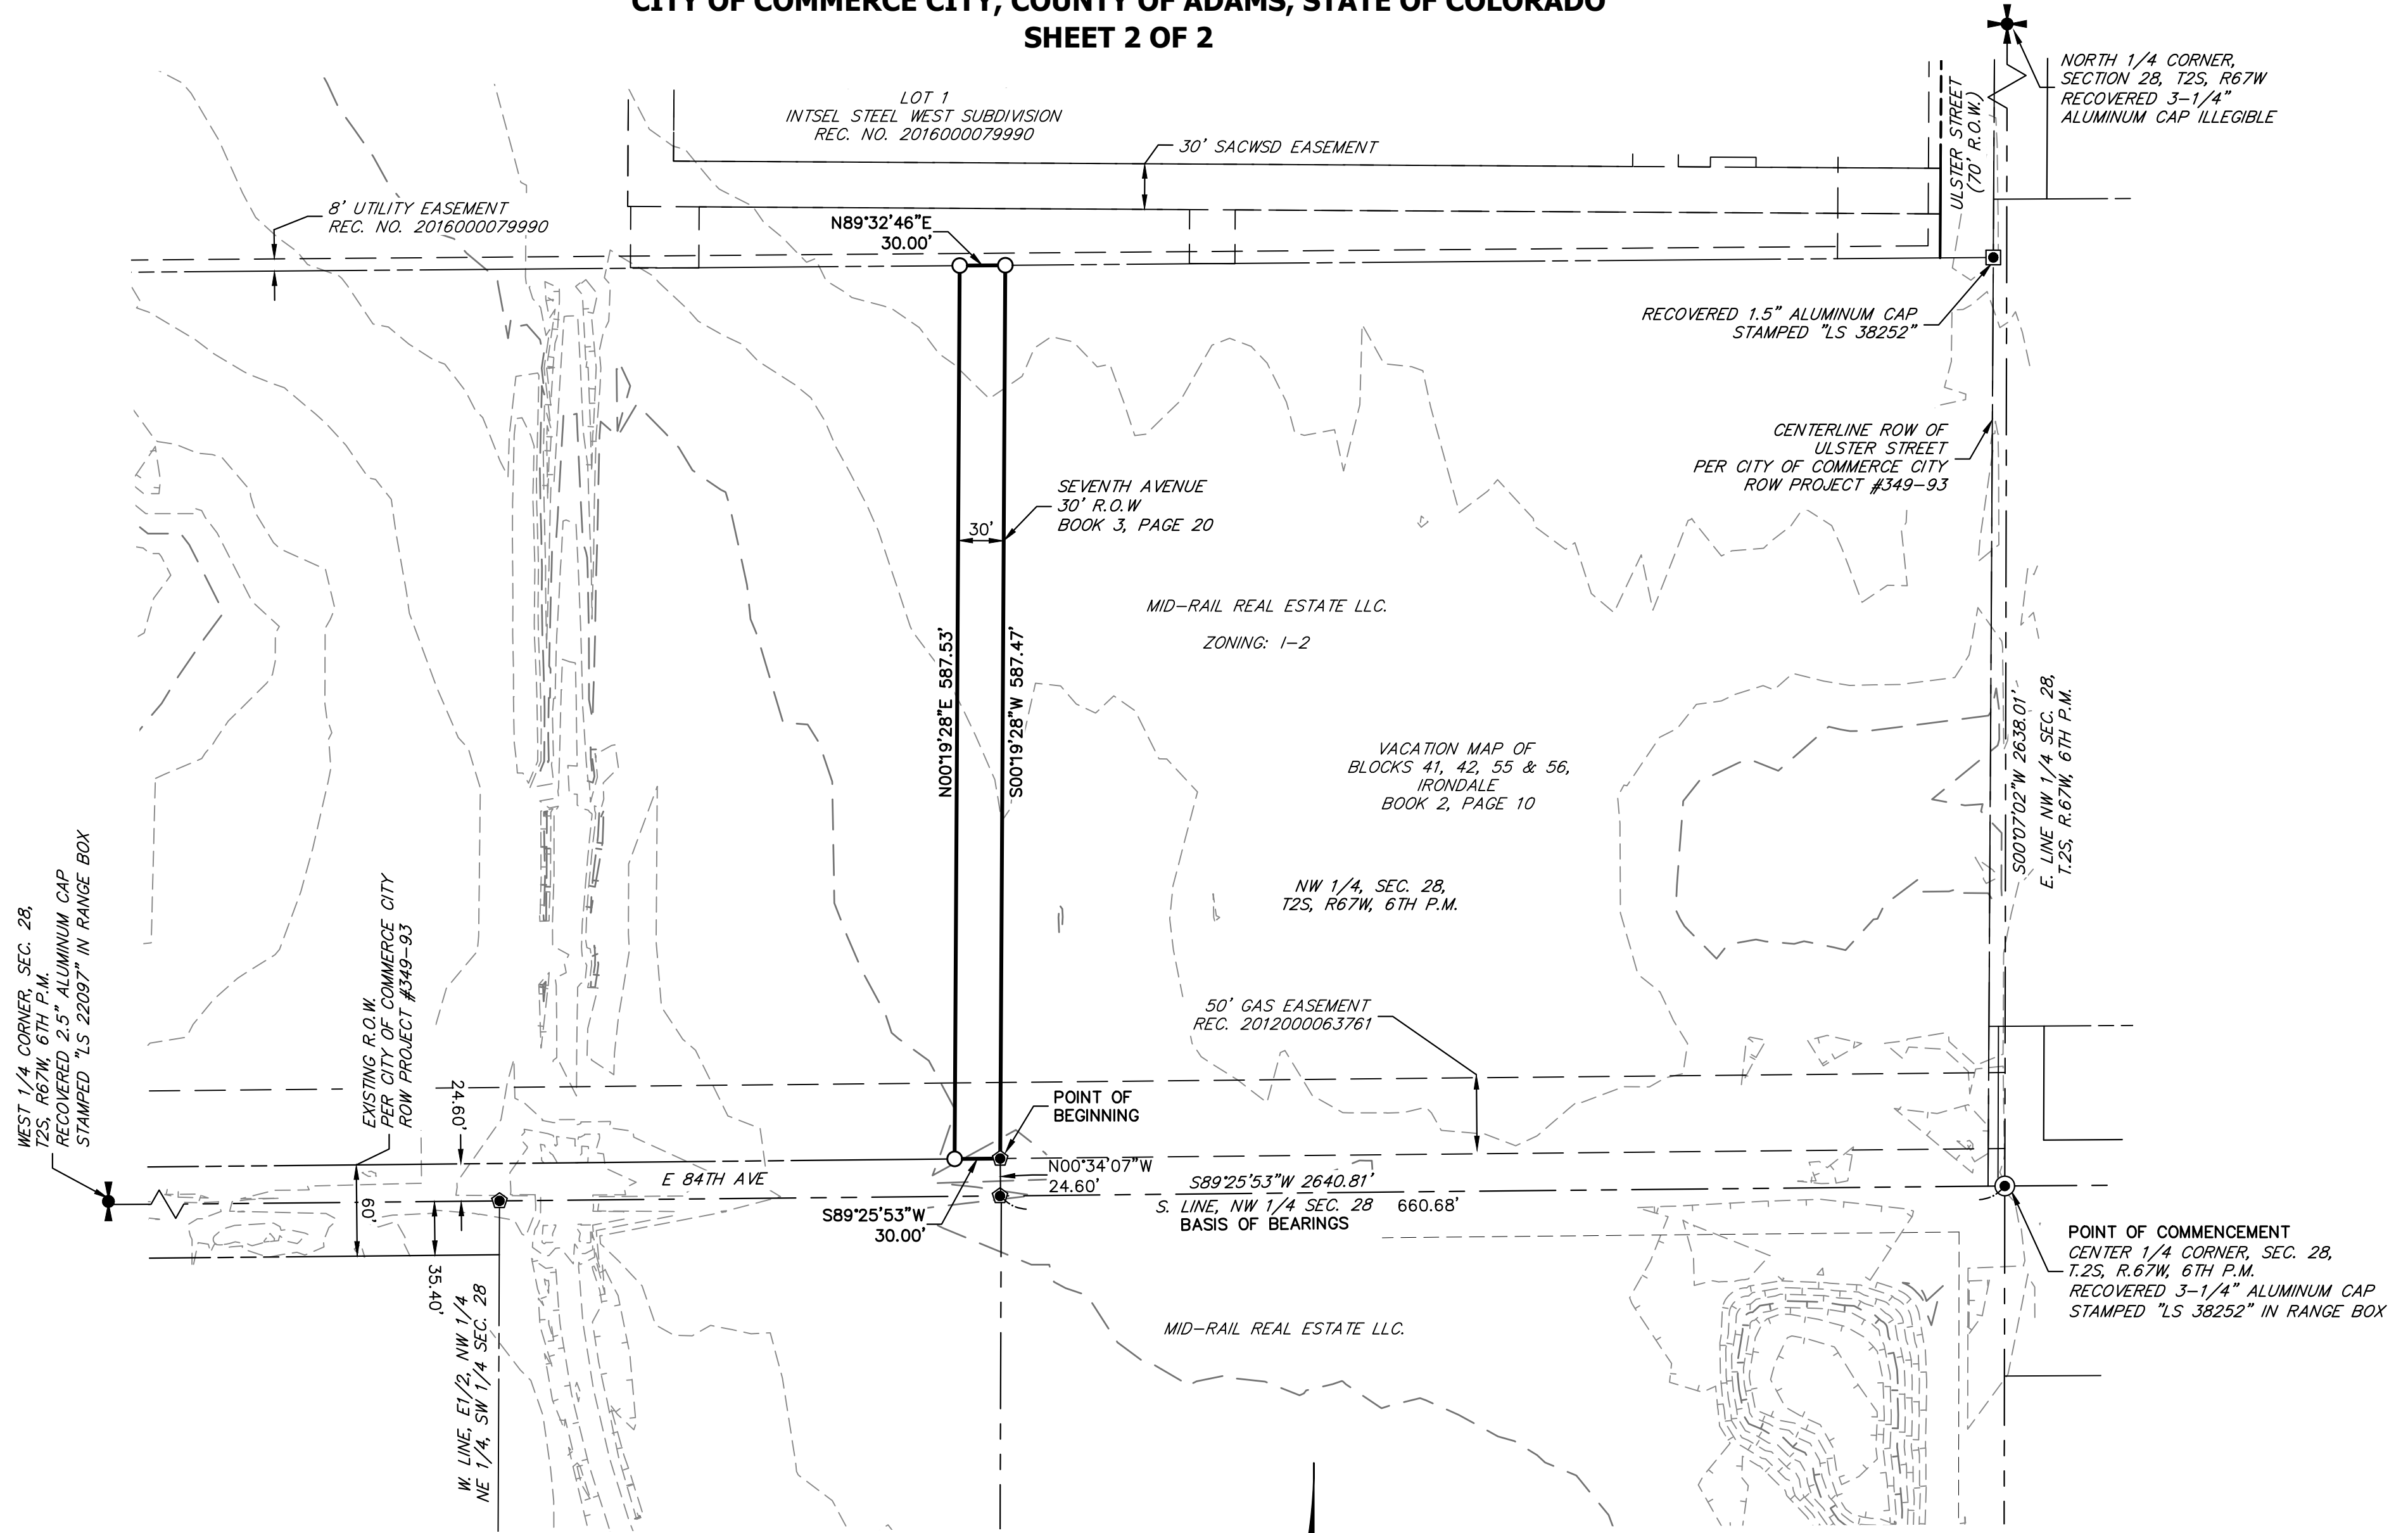 CITY OF COMMERCE CITY, COUNTY OF ADAMS, STATE OF COLORADO
SHEET 2 OF 2
NORTH 1/4 CORNER,
SECTION 28, T2S, R67W
RECOVERED 3-1/4"
ALUMINUM CAP ILLEGIBLE
LOT 1
INTSEL STEEL WEST SUBDIVISION
REC. NO. 2016000079990
30' SACWSD EASEMENT
ULSTER STREET
(70' R.O.W.)
8' UTILITY EASEMENT
REC. NO. 2016000079990
N89°32'46"E
30.00'
RECOVERED 1.5" ALUMINUM CAP
STAMPED "LS 38252"
CENTERLINE ROW OF
ULSTER STREET
PER CITY OF COMMERCE CITY
ROW PROJECT #349-93
SEVENTH AVENUE
30' R.O.W
BOOK 3, PAGE 20
30'
MID-RAIL REAL ESTATE LLC.
ZONING: I-2
N00°19'28"E 587.53'
S00°19'28"W 587.47'
VACATION MAP OF
BLOCKS 41, 42, 55 & 56,
IRONDALE
BOOK 2, PAGE 10
S00°07'02"W 2638.01'
E. LINE NW 1/4 SEC. 28,
T.2S, R.67W, 6TH P.M.
NW 1/4, SEC. 28,
T2S, R67W, 6TH P.M.
WEST 1/4 CORNER, SEC. 28,
T2S, R67W, 6TH P.M.
RECOVERED 2.5" ALUMINUM CAP
STAMPED "LS 22097" IN RANGE BOX
EXISTING R.O.W.
PER CITY OF COMMERCE CITY
ROW PROJECT #349-93
24.60'
50' GAS EASEMENT
REC. 2012000063761
POINT OF
BEGINNING
N00°34'07"W
24.60'
E 84TH AVE
S89°25'53"W 2640.81'
S. LINE, NW 1/4 SEC. 28
660.68'
BASIS OF BEARINGS
S89°25'53"W
30.00'
60'
35.40'
W. LINE, E1/2, NW 1/4
NE 1/4, SW 1/4 SEC. 28
POINT OF COMMENCEMENT
CENTER 1/4 CORNER, SEC. 28,
T.2S, R.67W, 6TH P.M.
RECOVERED 3-1/4" ALUMINUM CAP
STAMPED "LS 38252" IN RANGE BOX
MID-RAIL REAL ESTATE LLC.